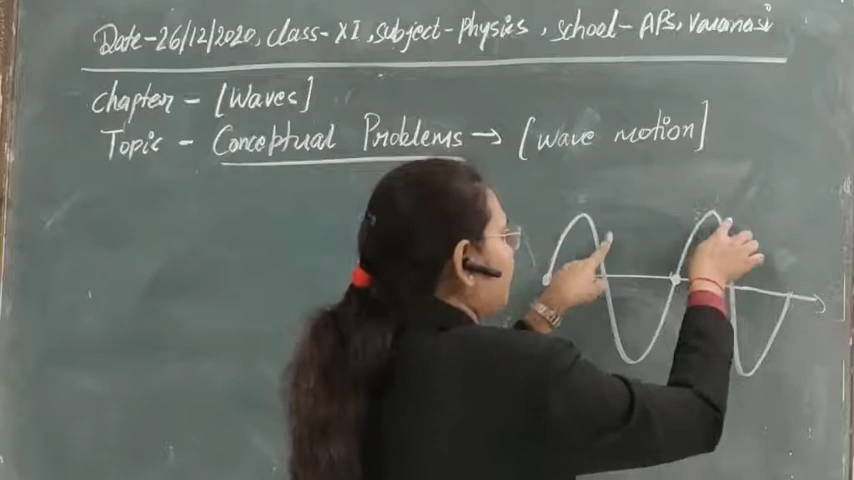 Date-26/12/2020, class-XI, subject-Physics, school-APS, Varanasi
chapter - [Waves]
Topic - Conceptual Problems → [wave motion]